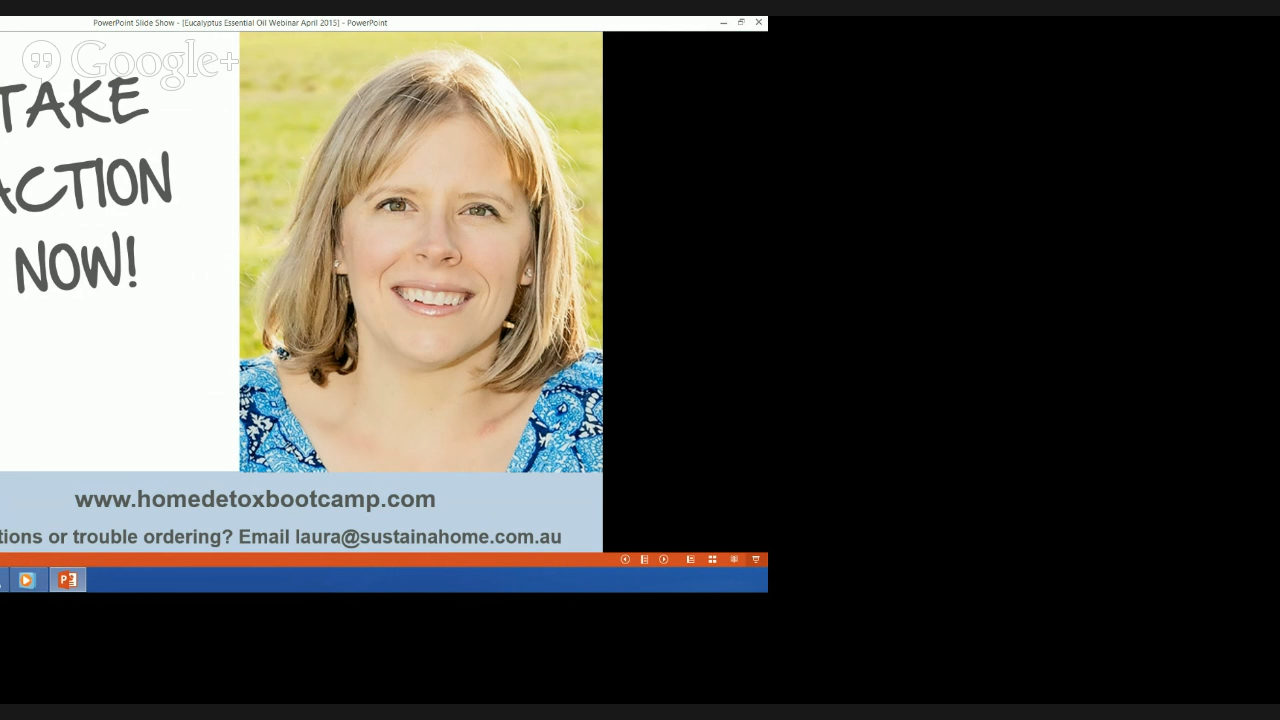 PowerPoint Slide Show - [Eucalyptus Essential Oil Webinar April 2015] - PowerPoint
Google+
TAKE
ACTION
NOW!
www.homedetoxbootcamp.com
tions or trouble ordering? Email laura@sustainahome.com.au